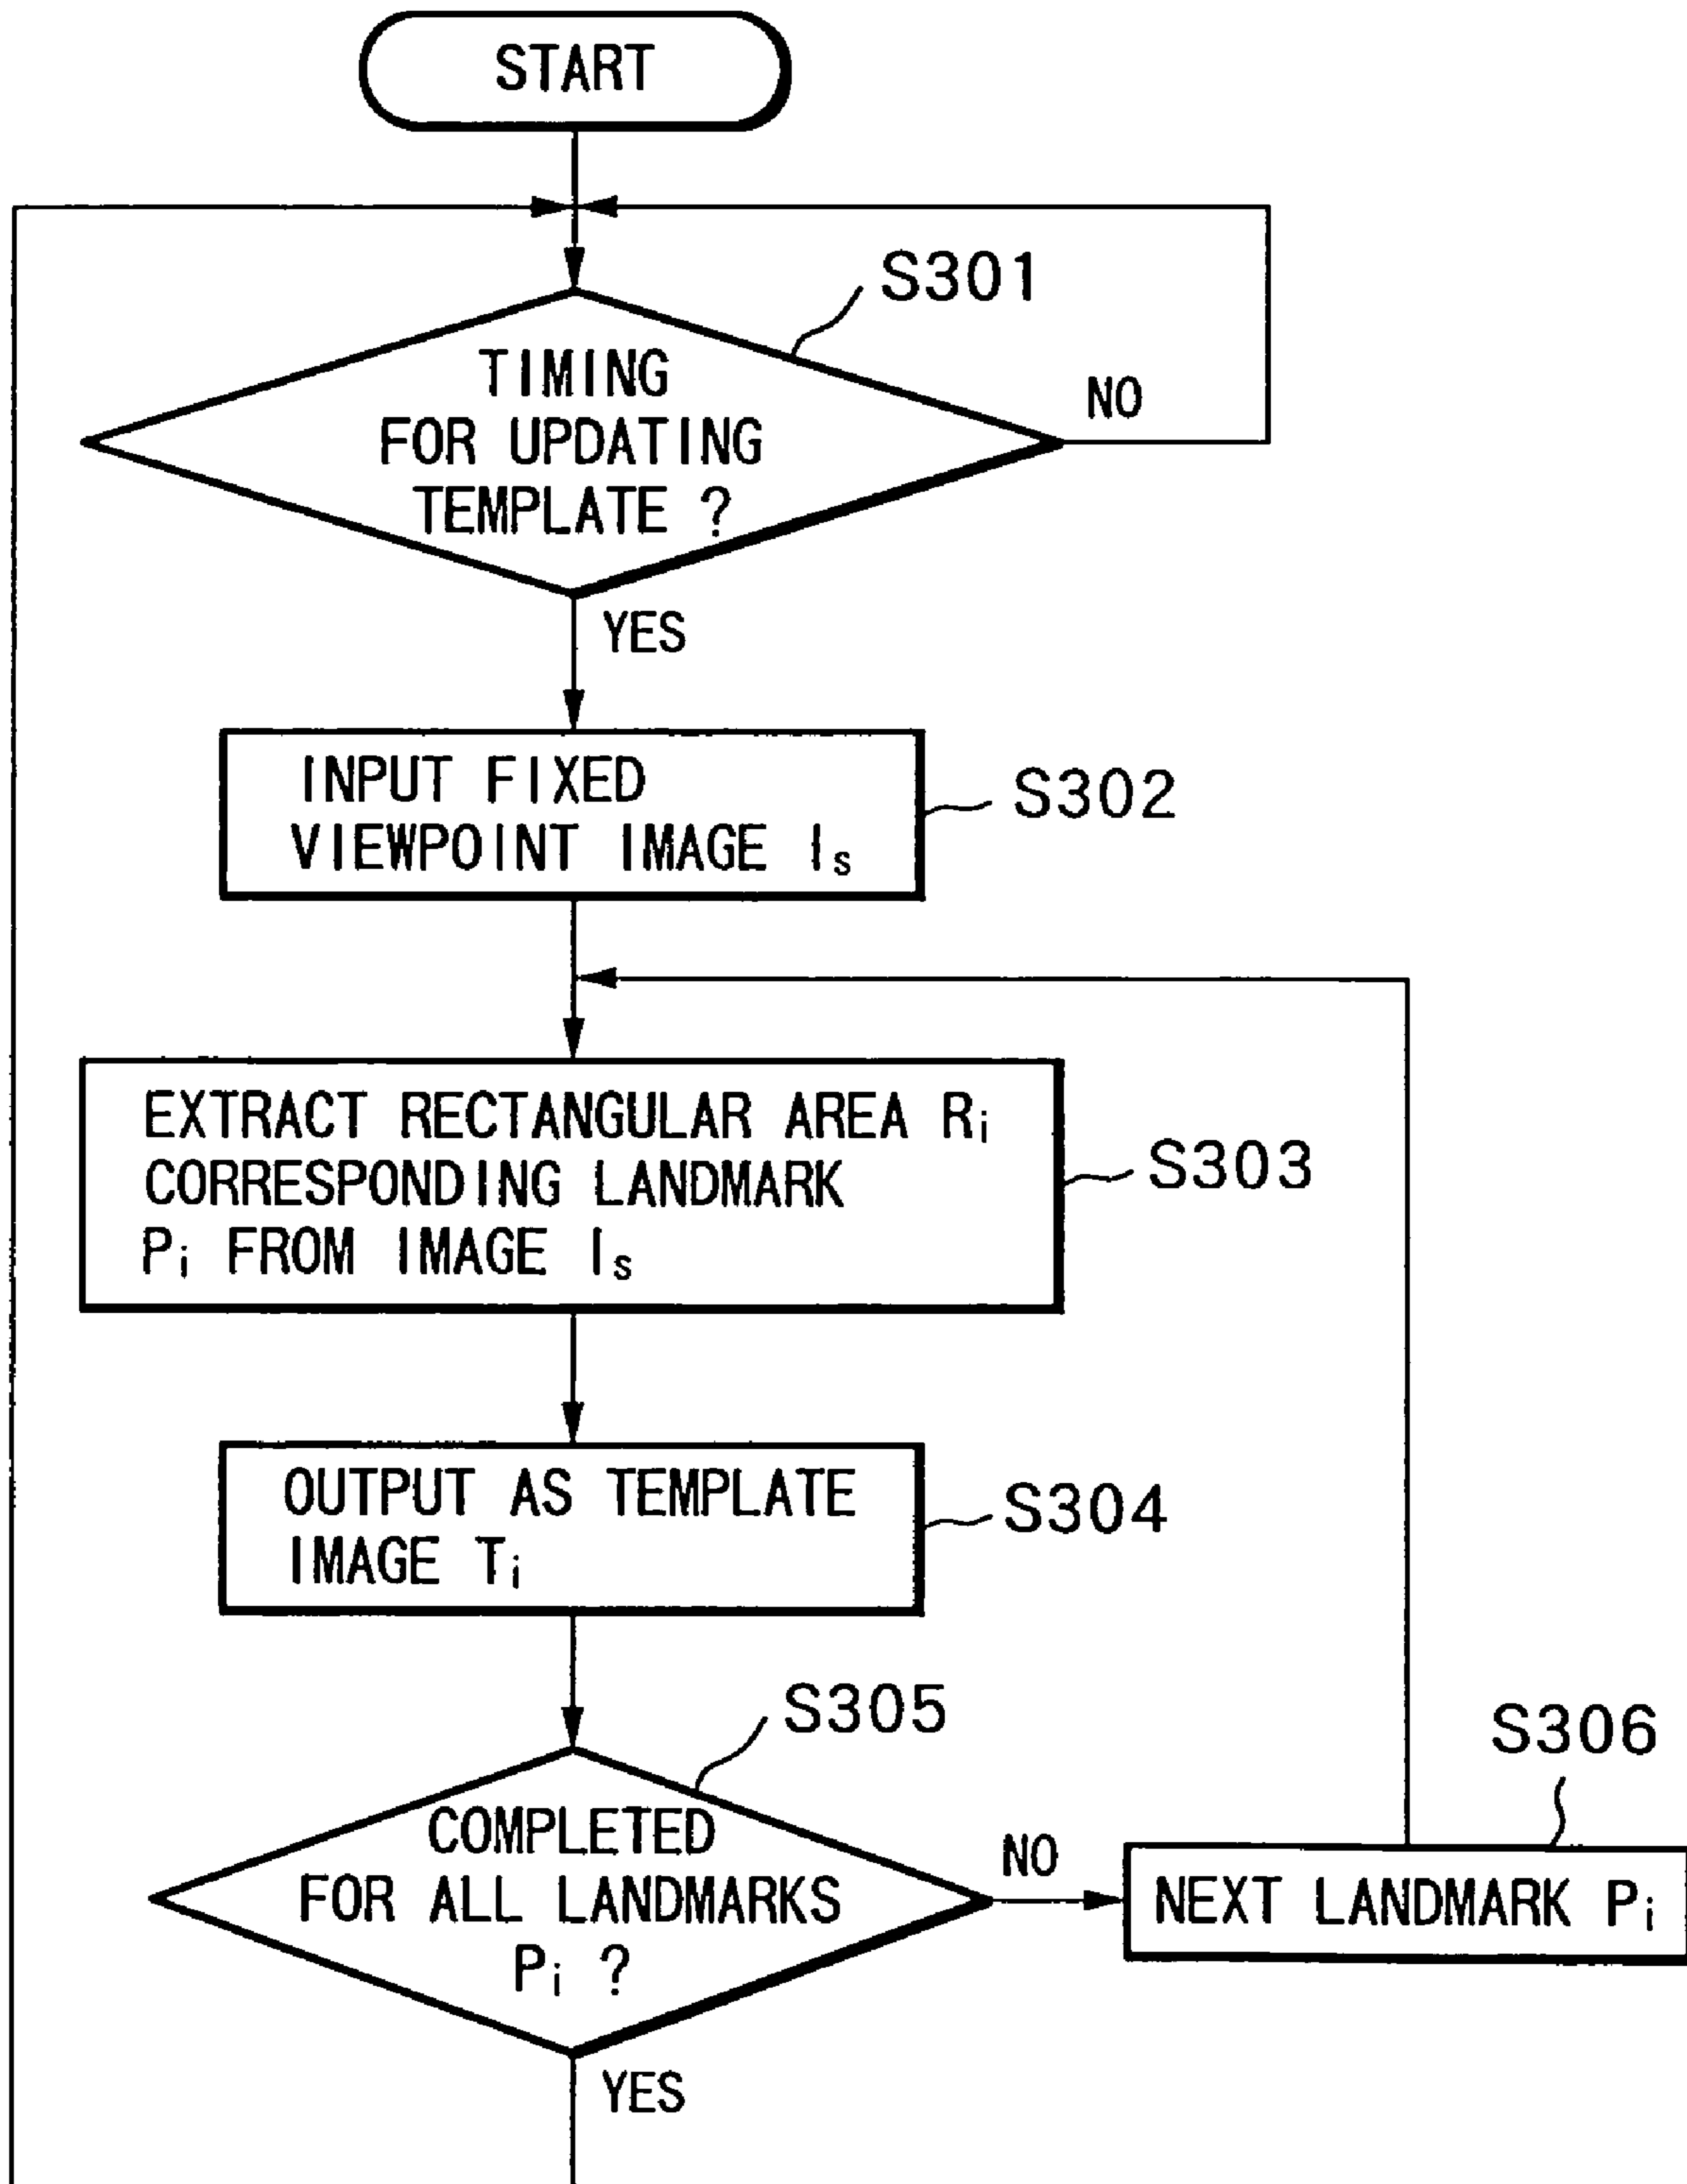 START
S301
TIMING
FOR UPDATING
TEMPLATE ?
NO
YES
INPUT FIXED
VIEWPOINT IMAGE Is
S302
EXTRACT RECTANGULAR AREA Ri
CORRESPONDING LANDMARK
Pi FROM IMAGE Is
S303
OUTPUT AS TEMPLATE
IMAGE Ti
S304
S305
COMPLETED
FOR ALL LANDMARKS
Pi ?
NO
S306
NEXT LANDMARK Pi
YES